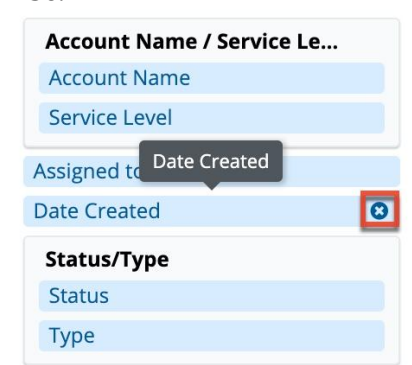 Account Name / Service Le...
Account Name
Service Level
Assigned to
Date Created
Date Created
Status/Type
Status
Type